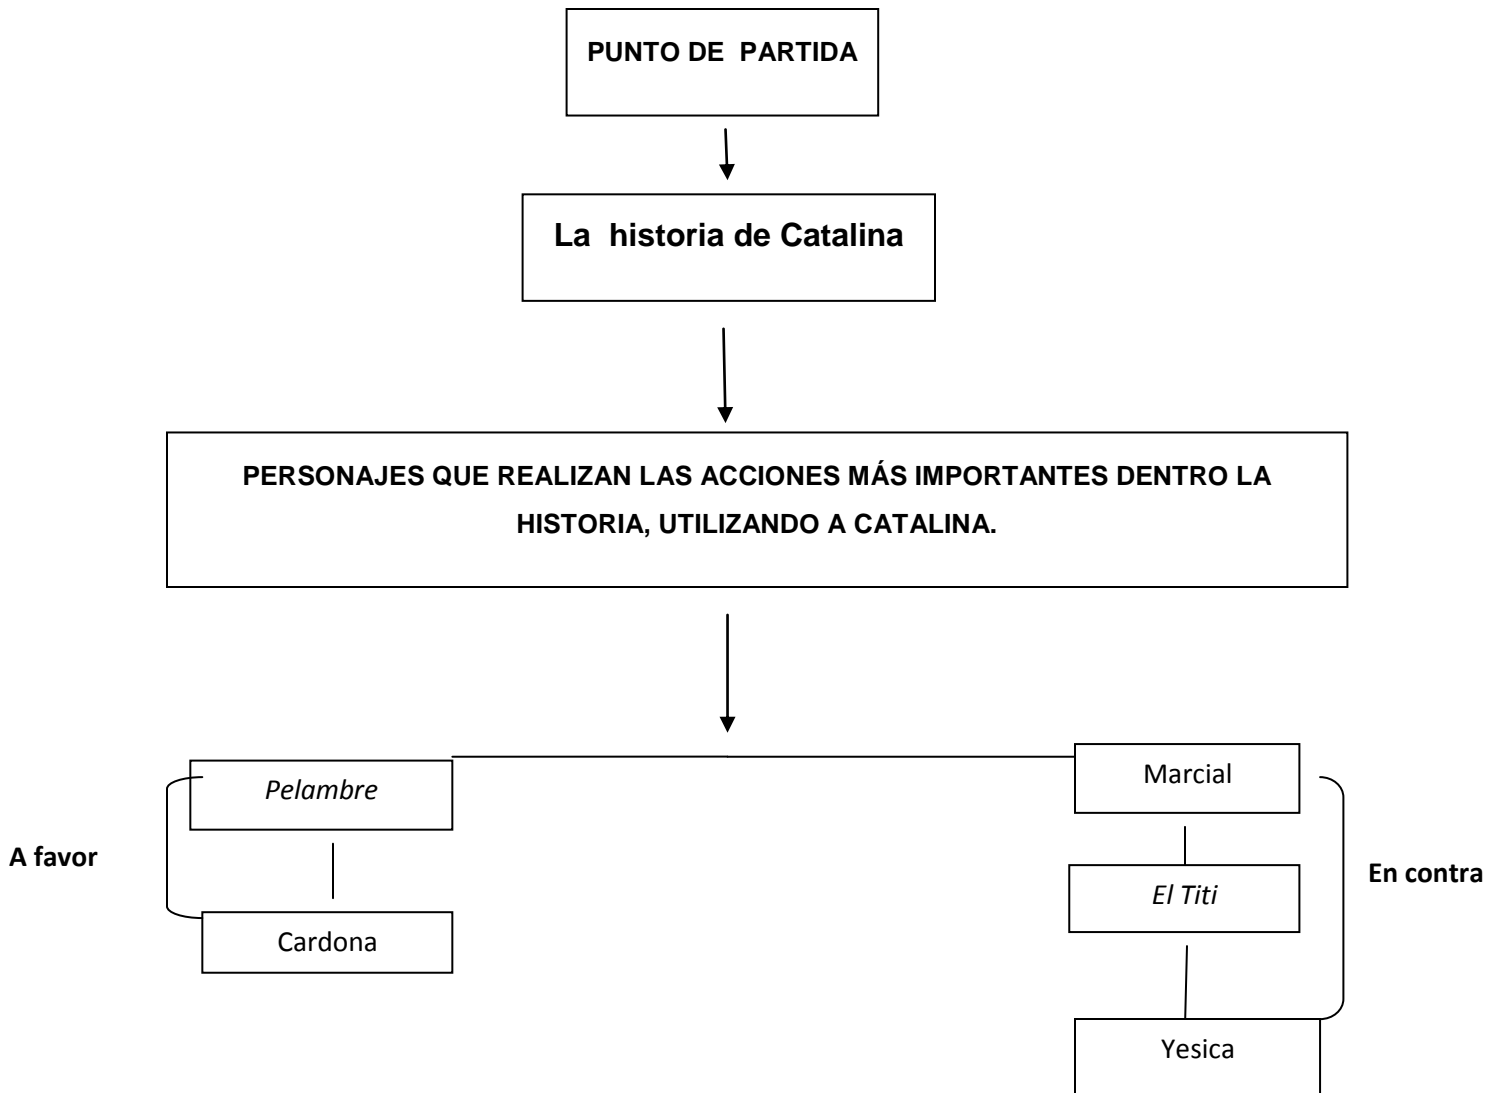 PUNTO DE  PARTIDA
La  historia de Catalina
PERSONAJES QUE REALIZAN LAS ACCIONES MÁS IMPORTANTES DENTRO LA
HISTORIA, UTILIZANDO A CATALINA.
Pelambre
Marcial
A favor
El Titi
En contra
Cardona
Yesica